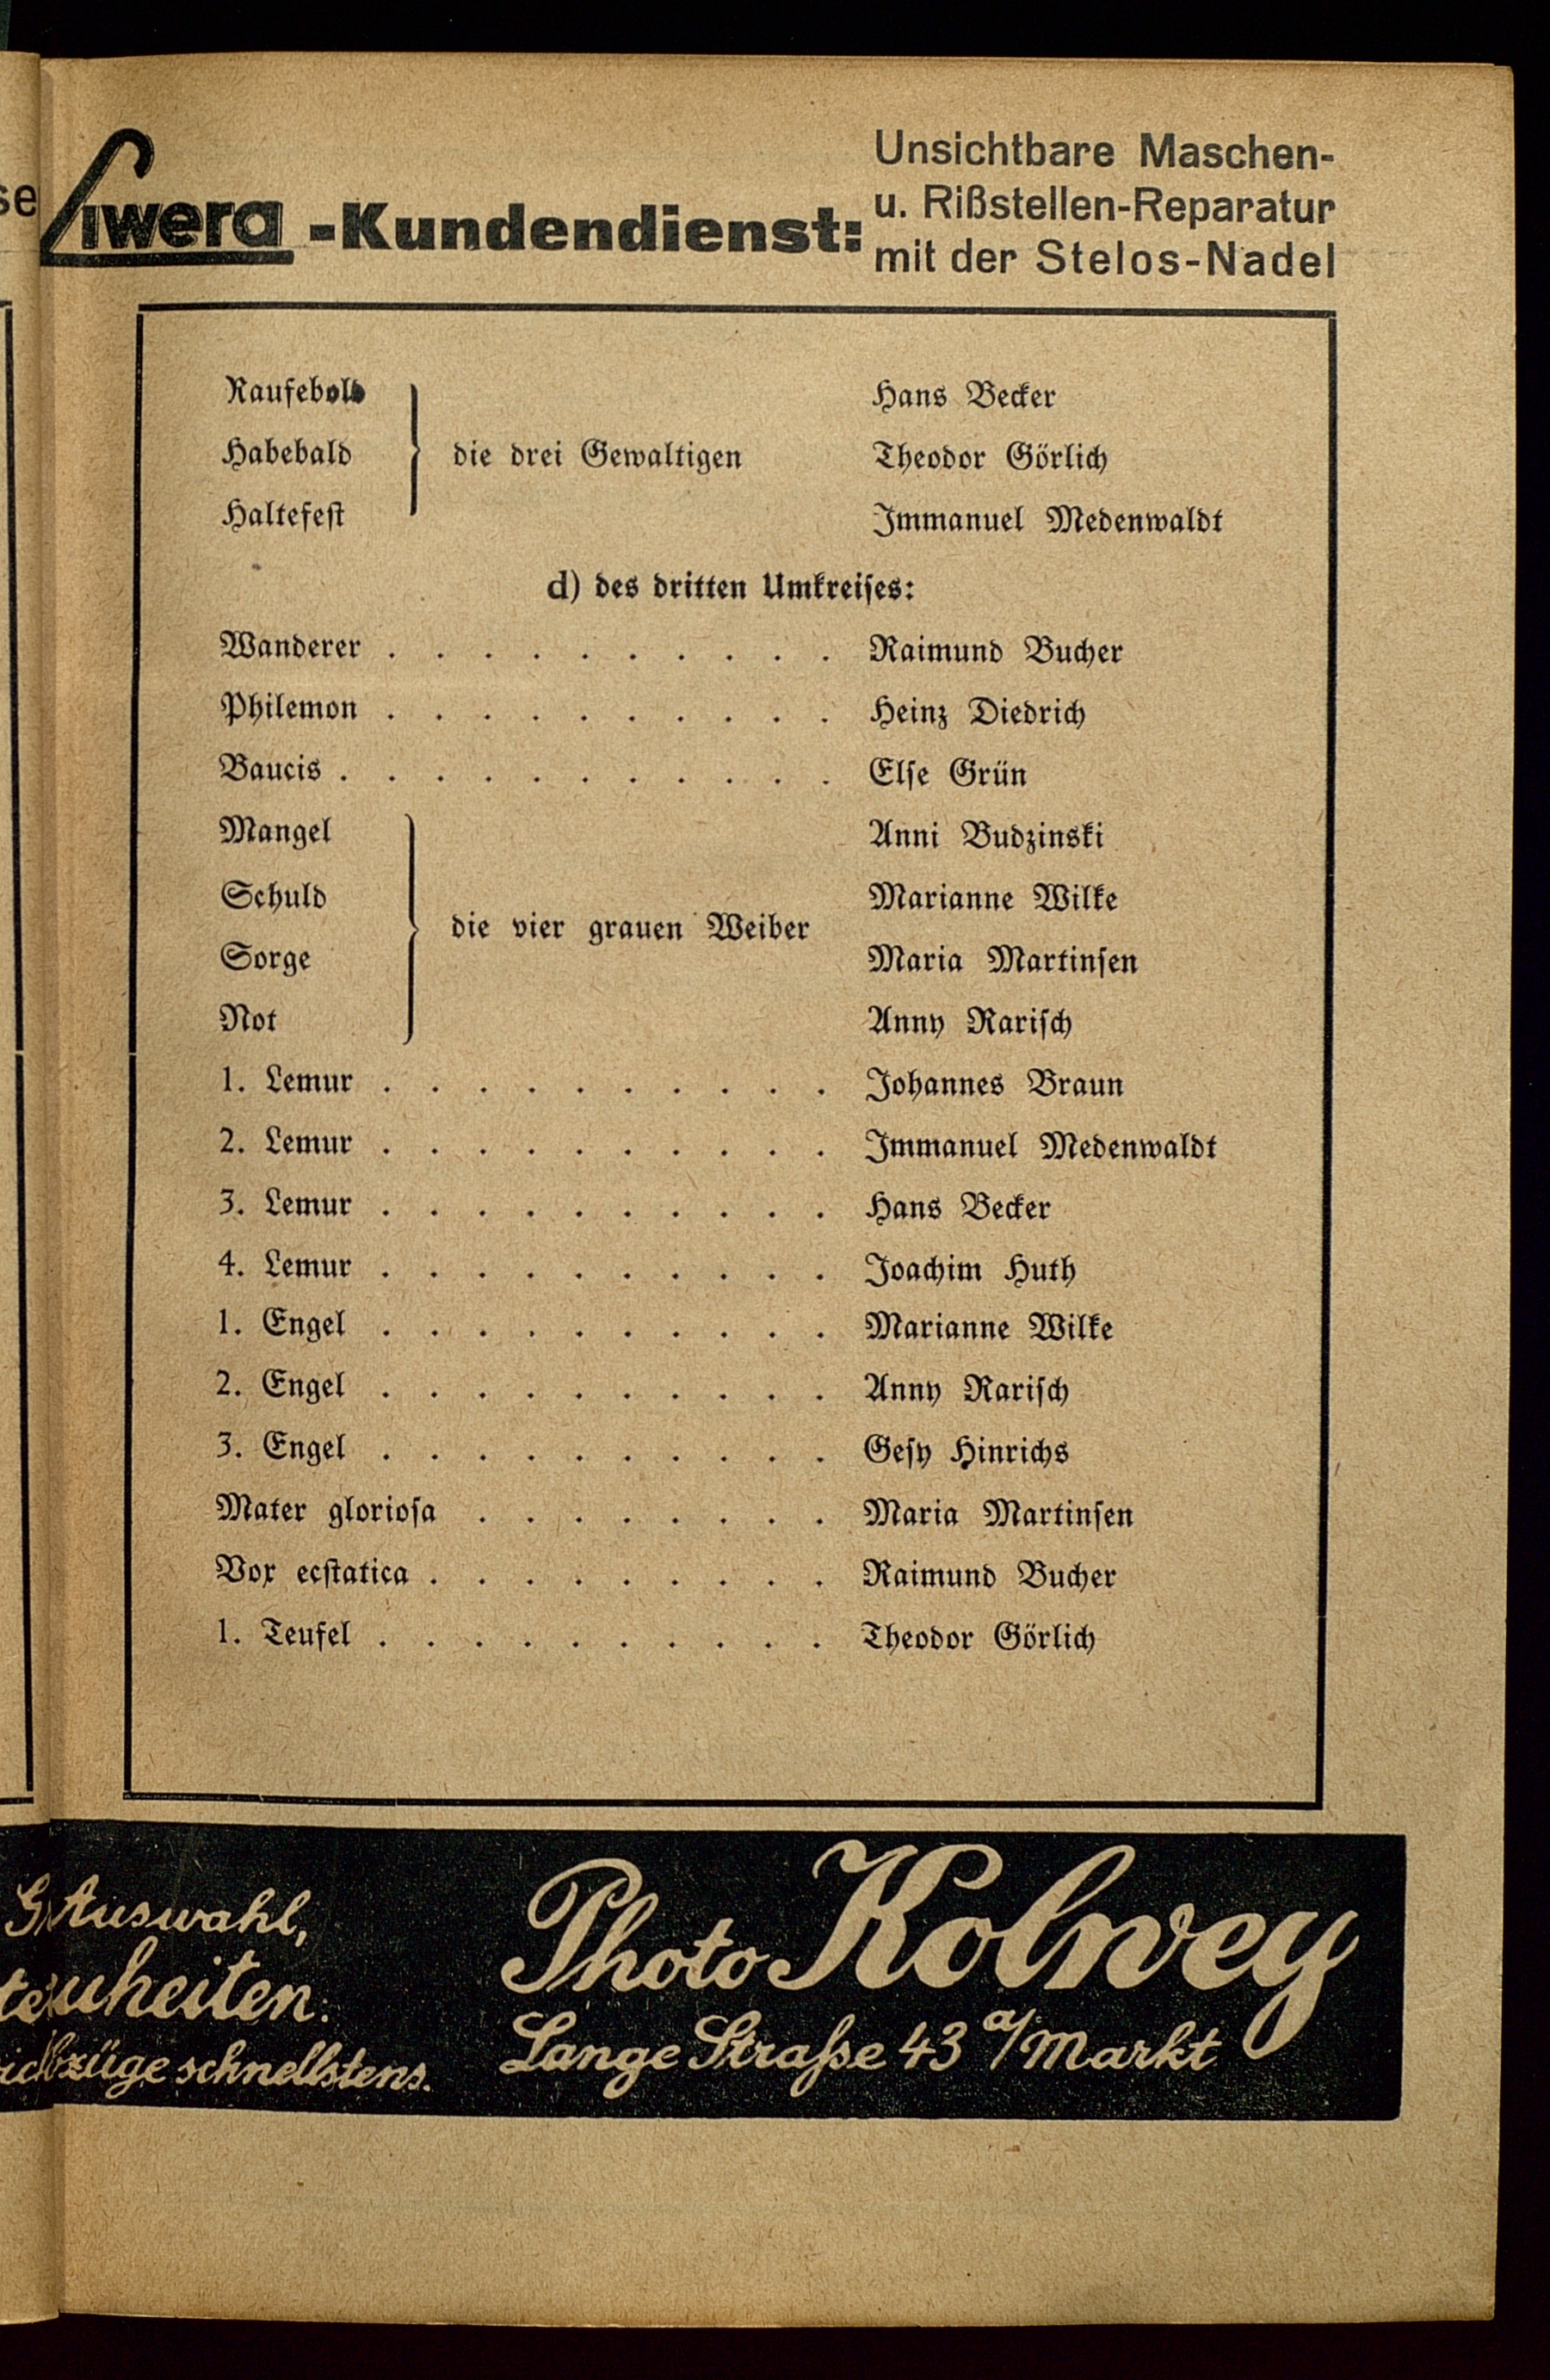 Liwera -Kundendienst:
Unsichtbare Maschen-
u. Rißstellen-Reparatur
mit der Stelos-Nadel
Raufebold Hans Becker
Habebald die drei Gewaltigen Theodor Görlich
Haltefest Immanuel Medenwaldt
d) des dritten Umkreises:
Wanderer . . . . . . . . . . Raimund Bucher
Philemon . . . . . . . . . . Heinz Diedrich
Baucis . . . . . . . . . . . Else Grün
Mangel Anni Budzinski
Schuld Marianne Wilke
die vier grauen Weiber
Sorge Maria Martinsen
Not Anny Rarisch
1. Lemur . . . . . . . . . . Johannes Braun
2. Lemur . . . . . . . . . . Immanuel Medenwaldt
3. Lemur . . . . . . . . . . Hans Becker
4. Lemur . . . . . . . . . . Joachim Huth
1. Engel . . . . . . . . . . Marianne Wilke
2. Engel . . . . . . . . . . Anny Rarisch
3. Engel . . . . . . . . . . Gesy Hinrichs
Mater gloriosa . . . . . . . . Maria Martinsen
Vox ecstatica . . . . . . . . . Raimund Bucher
1. Teufel . . . . . . . . . . Theodor Görlich
Auswahl,
Photo Kolwey
Lange Straße 43 a/Markt
schnellstens.